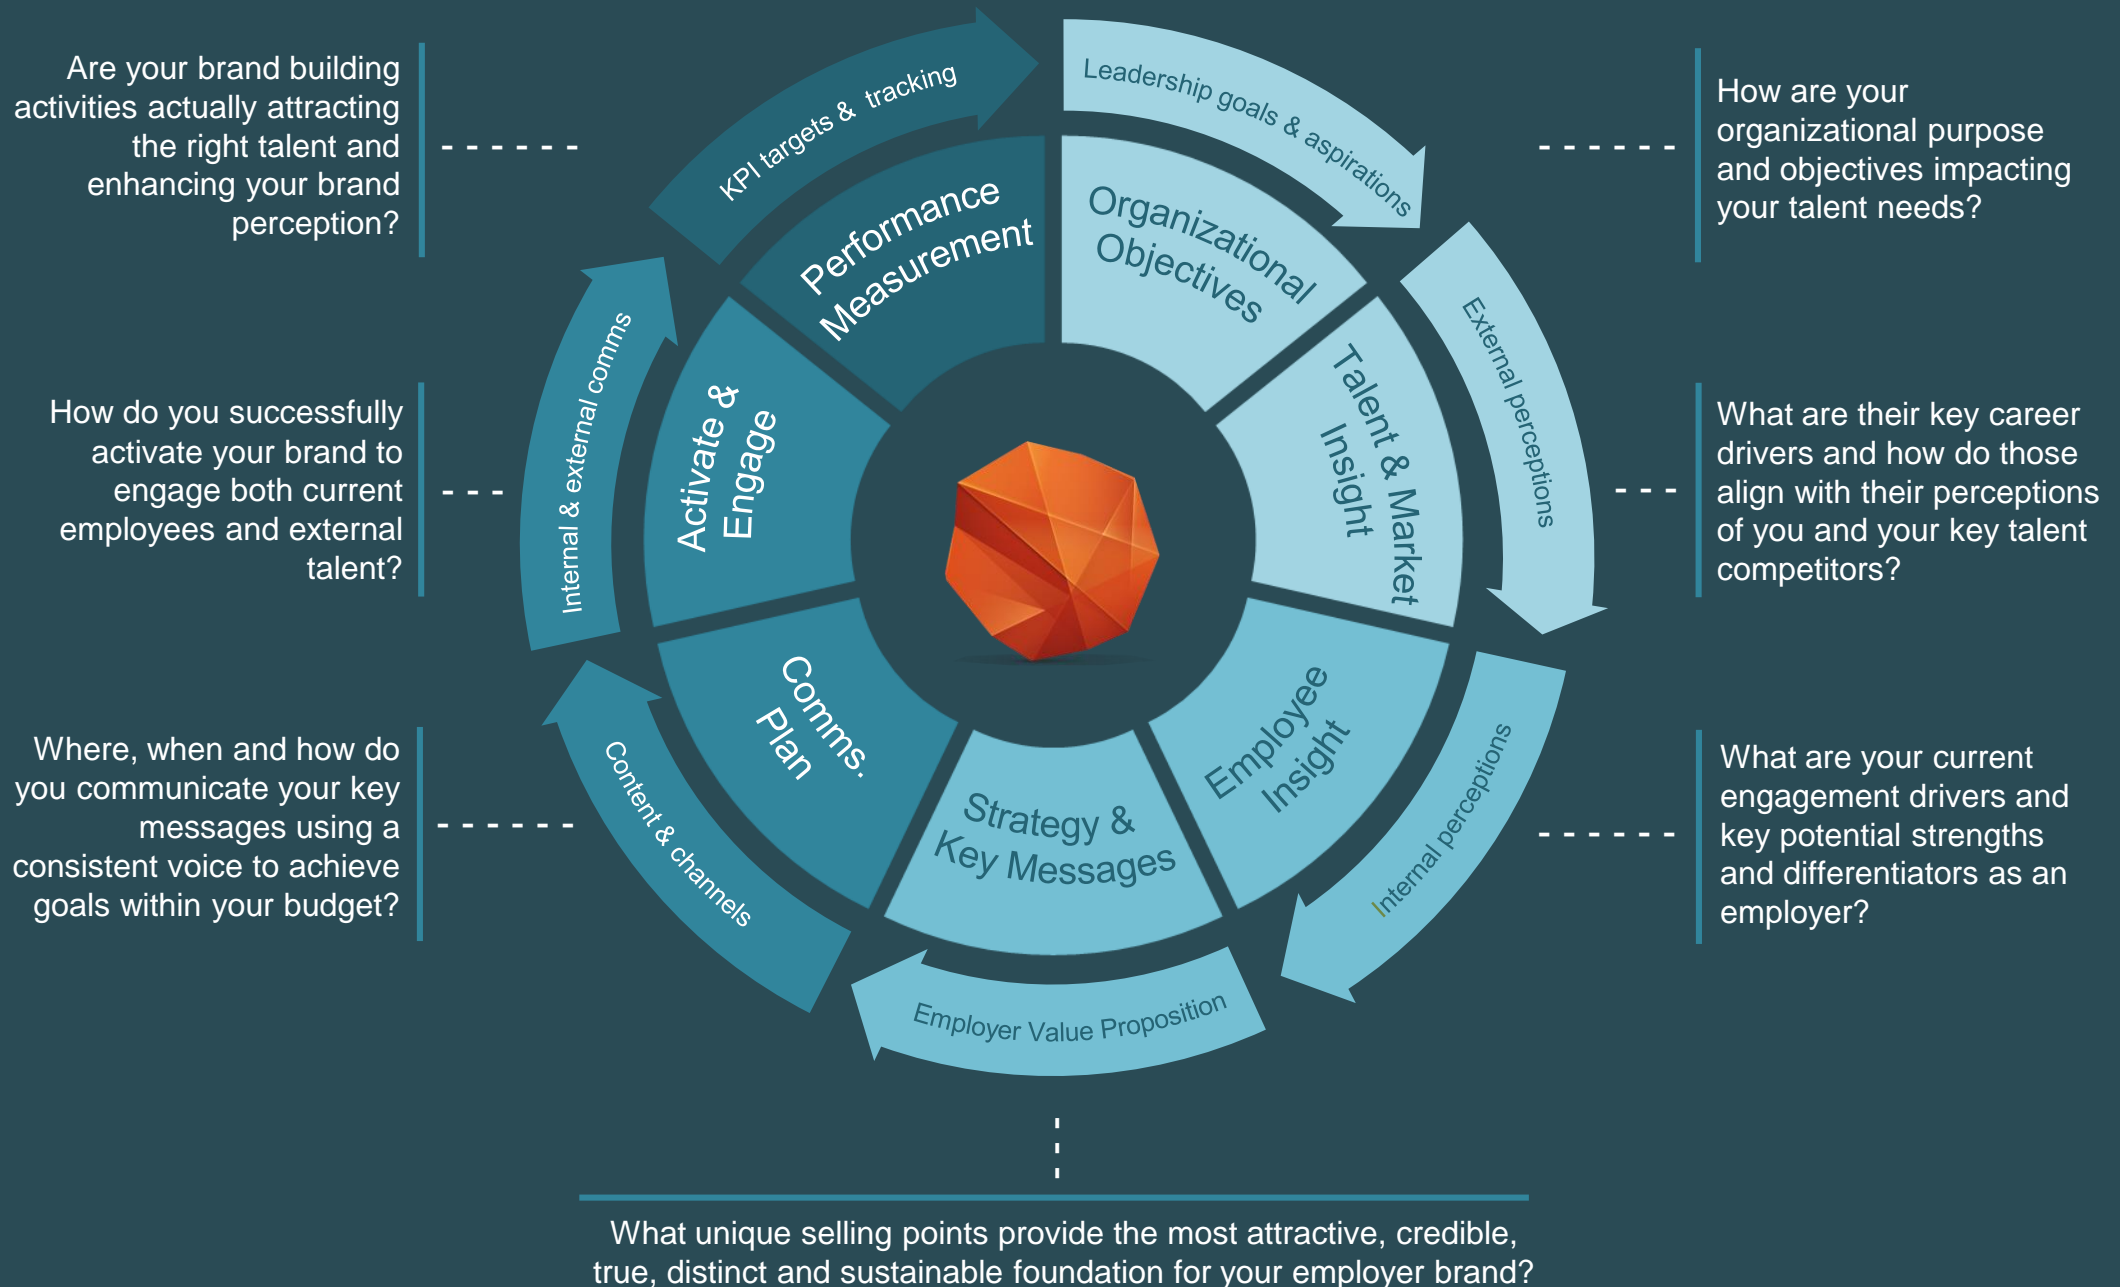 Are your brand building
activities actually attracting
the right talent and
enhancing your brand
perception?
How do you successfully
activate your brand to
engage both current
employees and external
talent?
Where, when and how do
you communicate your key
messages using a
consistent voice to achieve
goals within your budget?
KPI targets & tracking
Leadership goals & aspirations
External perceptions
Internal perceptions
Employer Value Proposition
Content & channels
Internal & external comms
Performance
Measurement
Organizational
Objectives
Talent & Market
Insight
Employee
Insight
Strategy &
Key Messages
Comms.
Plan
Activate &
Engage
How are your
organizational purpose
and objectives impacting
your talent needs?
What are their key career
drivers and how do those
align with their perceptions
of you and your key talent
competitors?
What are your current
engagement drivers and
key potential strengths
and differentiators as an
employer?
What unique selling points provide the most attractive, credible,
true, distinct and sustainable foundation for your employer brand?